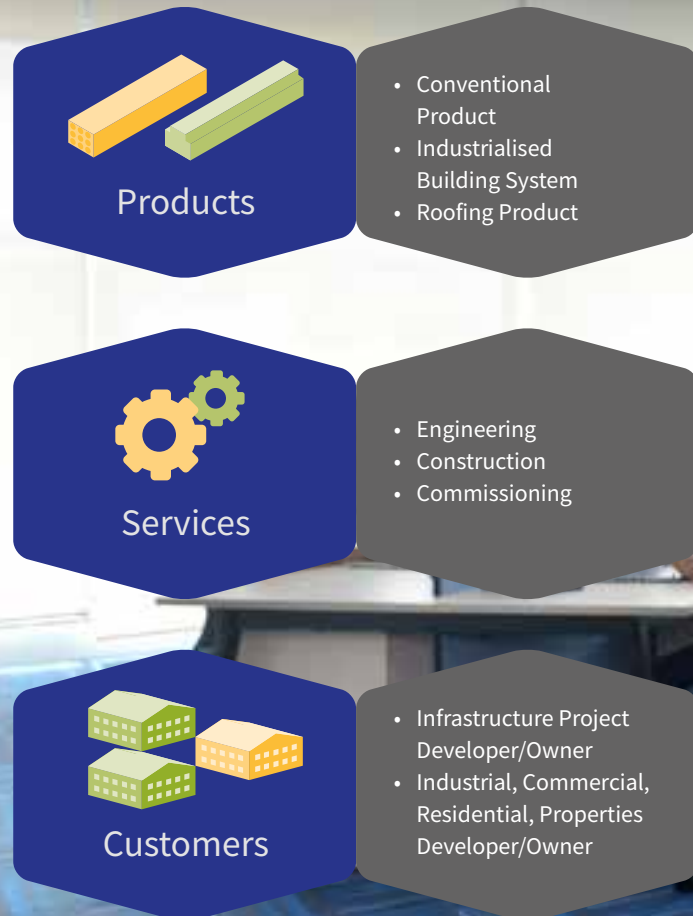 Products
• Conventional
Product
• Industrialised
Building System
• Roofing Product
Services
• Engineering
• Construction
• Commissioning
Customers
• Infrastructure Project
Developer/Owner
• Industrial, Commercial,
Residential, Properties
Developer/Owner